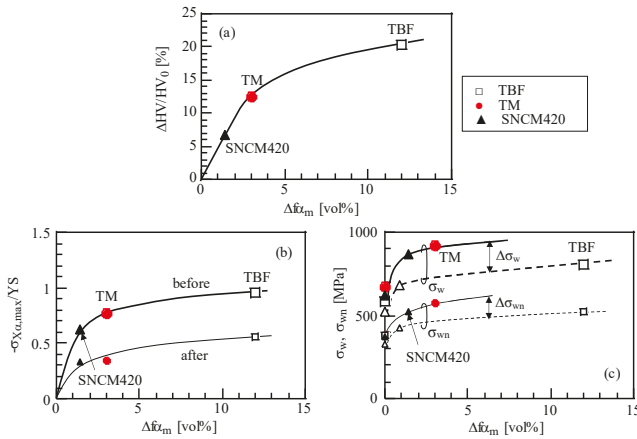 (a)
25
20
15
10
5
0
ΔHV/HV0 [%]
TBF
TM
SNCM420
0 5 10 15
Δfαm [vol%]
□ TBF
● TM
▲ SNCM420
(b)
1
0.5
0
-σXα,max/YS
TM
TBF
before
after
SNCM420
0 5 10 15
Δfαm [vol%]
1000
500
0
σw, σwn [MPa]
TM
TBF
Δσw
σw
Δσwn
σwn
SNCM420
(c)
0 5 10 15
Δfαm [vol%]